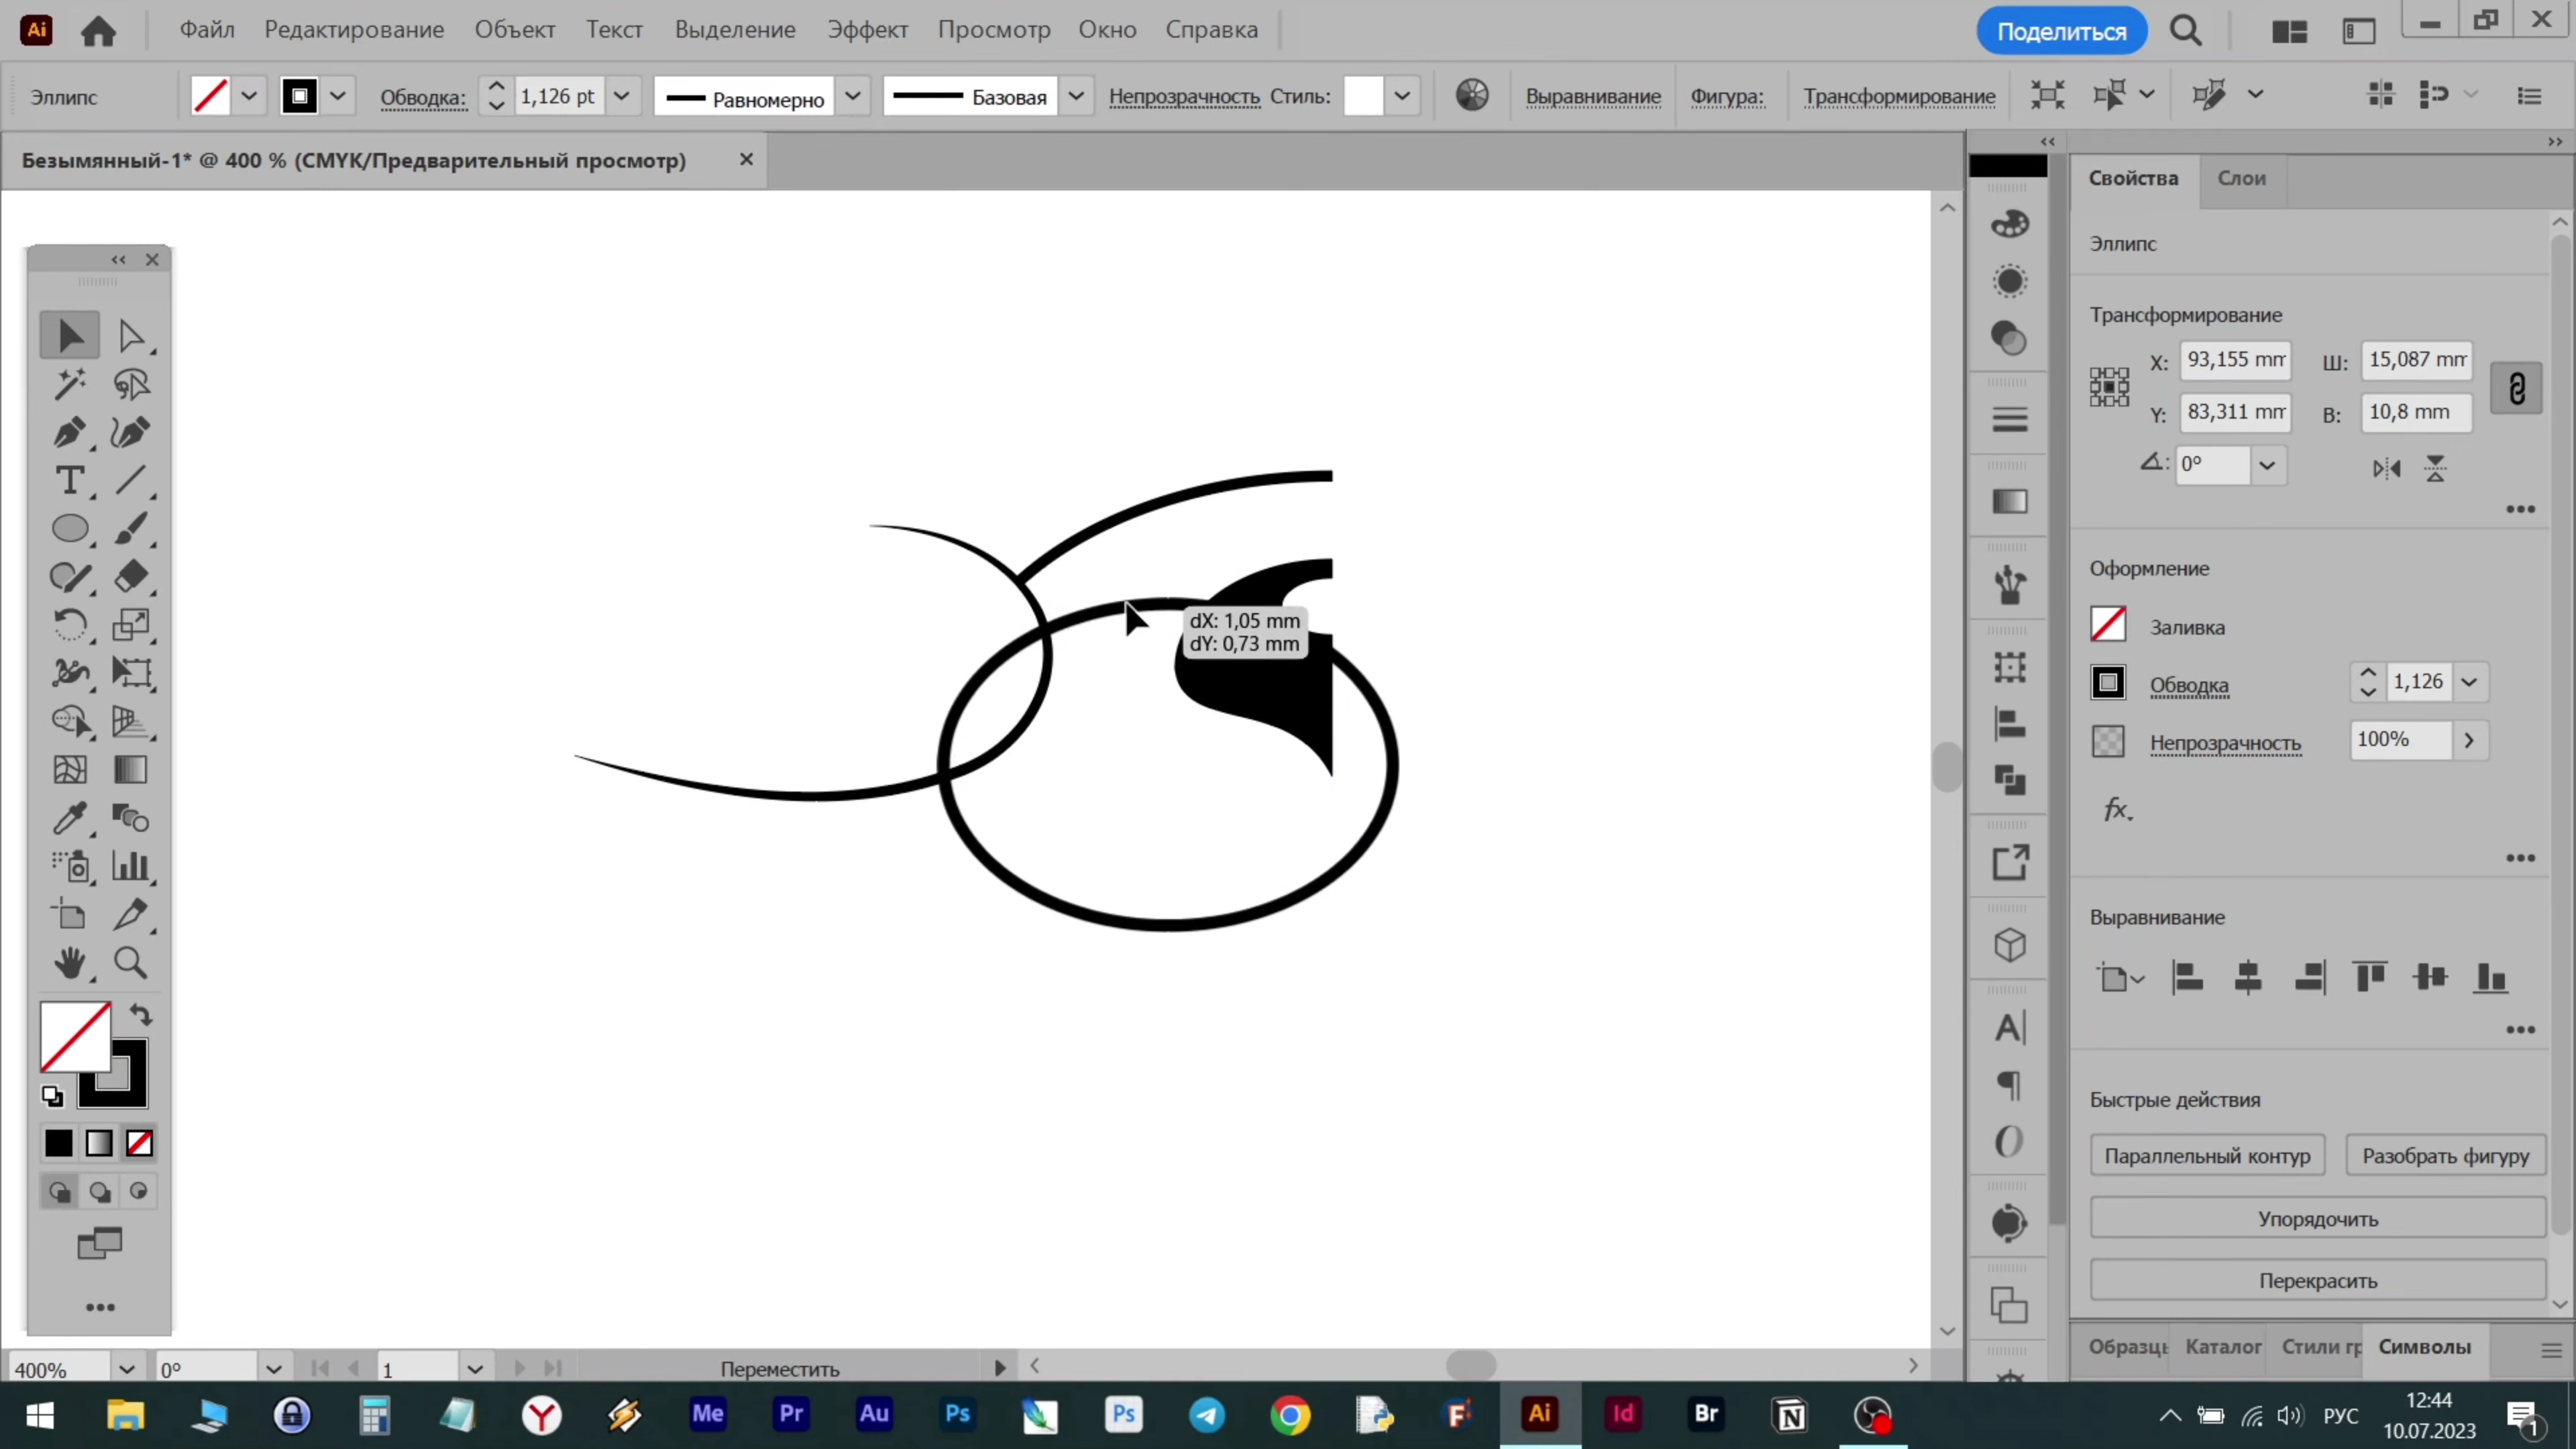 Ai Файл Редактирование Объект Текст Выделение Эффект Просмотр Окно Справка Поделиться
Эллипс Обводка: 1,126 pt Равномерно Базовая Непрозрачность Стиль: Выравнивание Фигура: Трансформирование
Безымянный-1* @ 400 % (CMYK/Предварительный просмотр)
dX: 1,05 mm
dY: 0,73 mm
Свойства Слои
Эллипс
Трансформирование
X: 93,155 mm Ш: 15,087 mm
Y: 83,311 mm В: 10,8 mm
0°
Оформление
Заливка
Обводка 1,126
Непрозрачность 100%
fx
Выравнивание
Быстрые действия
Параллельный контур Разобрать фигуру
Упорядочить
Перекрасить
Образцы Каталог Стили гр Символы
400% 0° 1 Переместить
Me Pr Au Ps Ps Ai Id Br РУС
12:44
10.07.2023
1